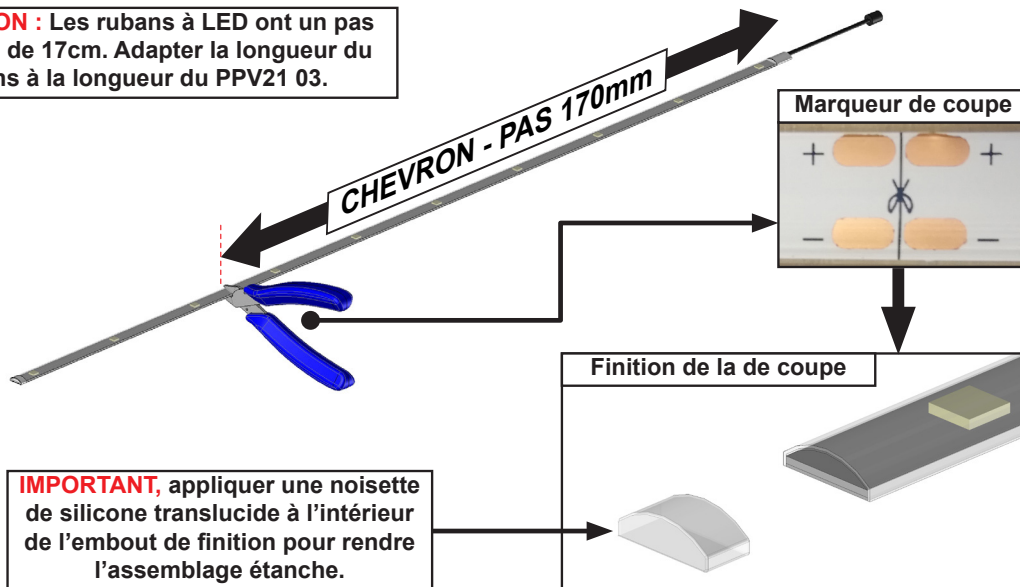 ON : Les rubans à LED ont un pas
de 17cm. Adapter la longueur du
ns à la longueur du PPV21 03.
CHEVRON - PAS 170mm
Marqueur de coupe
+ +
- -
Finition de la de coupe
IMPORTANT, appliquer une noisette
de silicone translucide à l'intérieur
de l'embout de finition pour rendre
l'assemblage étanche.